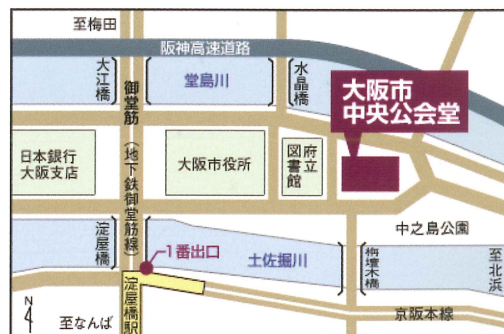 至梅田
阪神高速道路
大江橋
御堂筋
(地下鉄御堂筋線)
堂島川
水晶橋
大阪市
中央公会堂
日本銀行
大阪支店
大阪市役所
府立
図書館
淀屋橋
1番出口
土佐堀川
中之島公園
栴壇木橋
至北浜
淀屋橋駅
京阪本線
N
至なんば